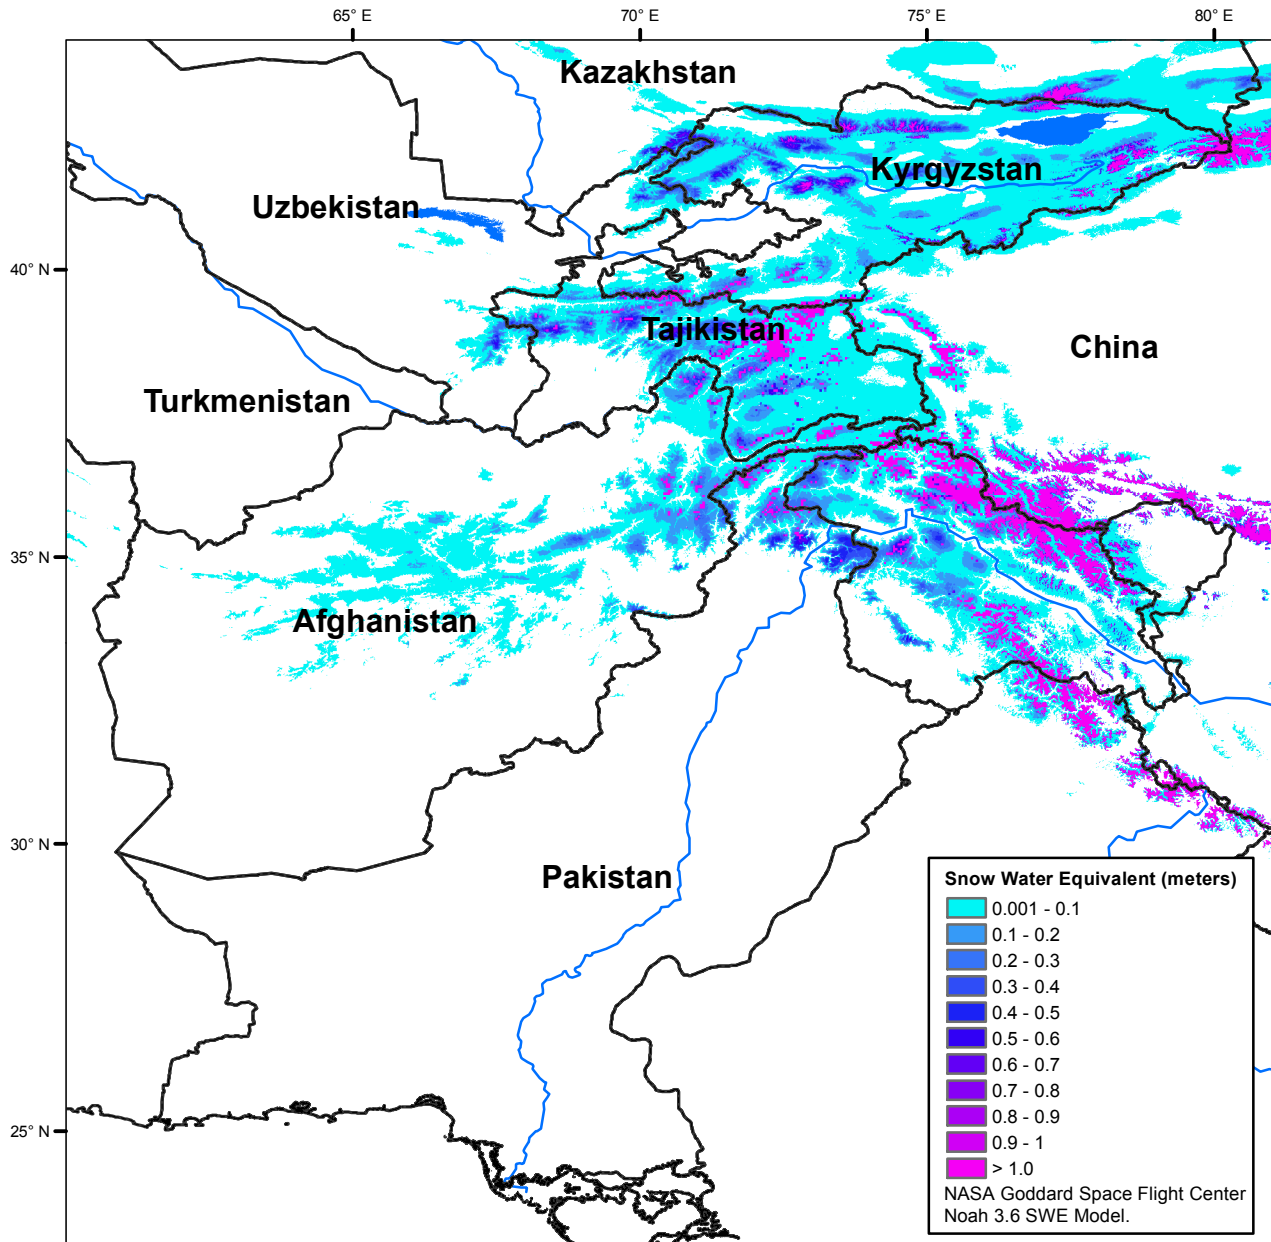 65° E
70° E
75° E
80° E
Kazakhstan
Kyrgyzstan
Uzbekistan
40° N
Tajikistan
China
Turkmenistan
35° N
Afghanistan
30° N
Pakistan
25° N
Snow Water Equivalent (meters)
0.001 - 0.1
0.1 - 0.2
0.2 - 0.3
0.3 - 0.4
0.4 - 0.5
0.5 - 0.6
0.6 - 0.7
0.7 - 0.8
0.8 - 0.9
0.9 - 1
> 1.0
NASA Goddard Space Flight Center
Noah 3.6 SWE Model.